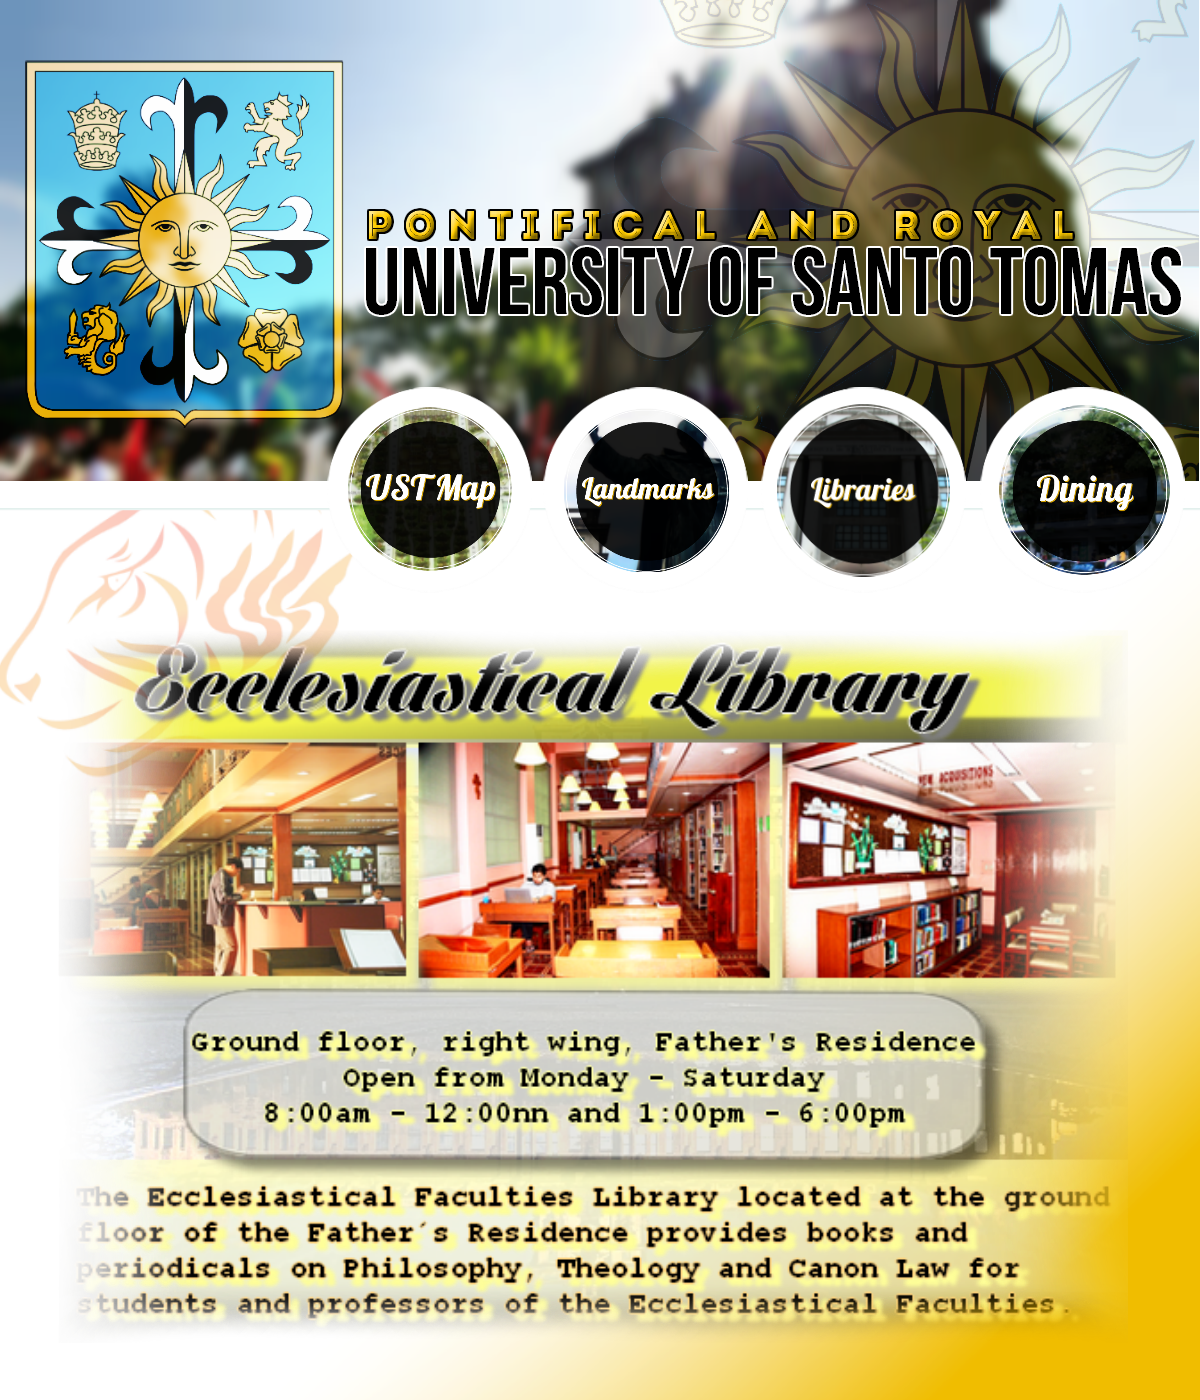 PONTIFICAL AND ROYAL
UNIVERSITY OF SANTO TOMAS
UST Map
Landmarks
Libraries
Dining
Ecclesiastical Library
NEW ACQUISITIONS
Ground floor, right wing, Father's Residence
Open from Monday - Saturday
8:00am - 12:00nn and 1:00pm - 6:00pm
The Ecclesiastical Faculties Library located at the ground
floor of the Father´s Residence provides books and
periodicals on Philosophy, Theology and Canon Law for
students and professors of the Ecclesiastical Faculties.